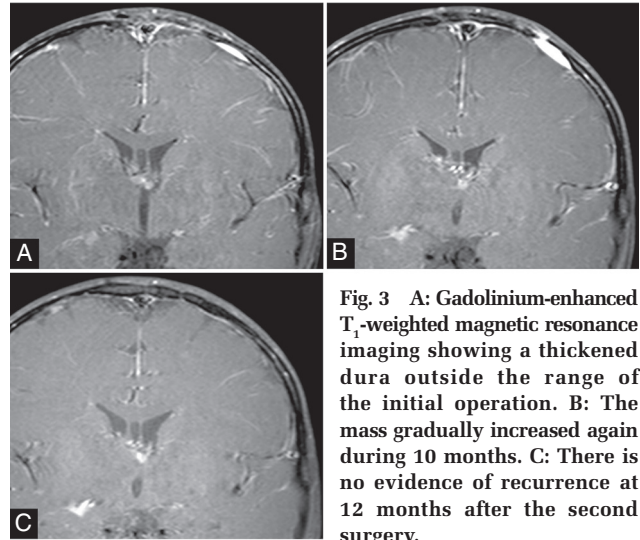 A
B
C
Fig. 3 A: Gadolinium-enhanced
T1-weighted magnetic resonance
imaging showing a thickened
dura outside the range of
the initial operation. B: The
mass gradually increased again
during 10 months. C: There is
no evidence of recurrence at
12 months after the second
surgery.